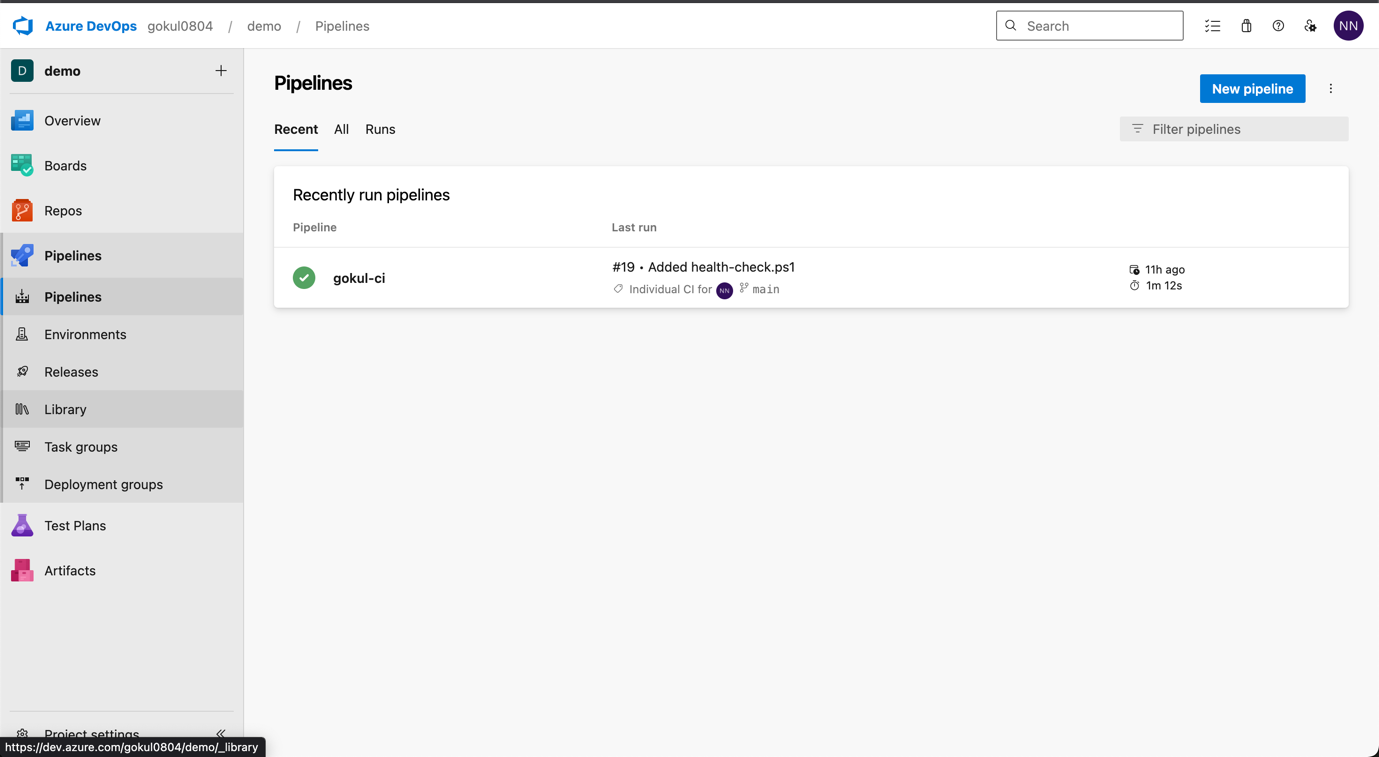 Azure DevOps gokul0804 / demo / Pipelines
Search
NN
D demo
Overview
Boards
Repos
Pipelines
Pipelines
Environments
Releases
Library
Task groups
Deployment groups
Test Plans
Artifacts
Project settings
https://dev.azure.com/gokul0804/demo/_library
Pipelines
New pipeline
Recent All Runs
Filter pipelines
Recently run pipelines
Pipeline Last run
gokul-ci
#19 • Added health-check.ps1
Individual CI for NN main
11h ago
1m 12s